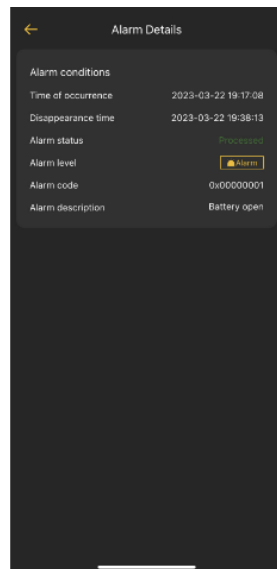 Alarm Details
Alarm conditions
Time of occurrence 2023-03-22 19:17:08
Disappearance time 2023-03-22 19:38:13
Alarm status Processed
Alarm level Alarm
Alarm code 0x00000001
Alarm description Battery open